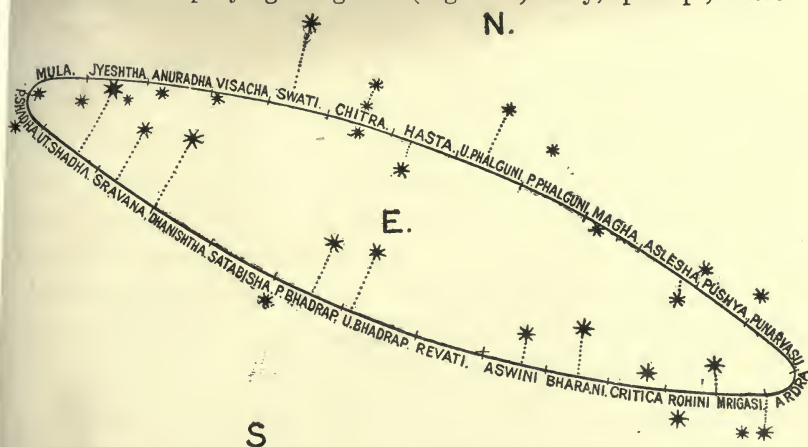 N.
MULA. JYESHTHA. ANURADHA VISACHA SWATI. CHITRA. HASTA. U.PHALGUNI. P.PHALGUNI. MAGHA. ASLESHA. PUSHYA. PUNARVASU. ARDRA
E.
P.SHADHA. UT.SHADHA. SRAVANA. DHANISHTHA. SATABISHA. P.BHADRAP. U.BHADRAP. REVATI. ASWINI BHARANI. CRITICA ROHINI MRIGASI.
S